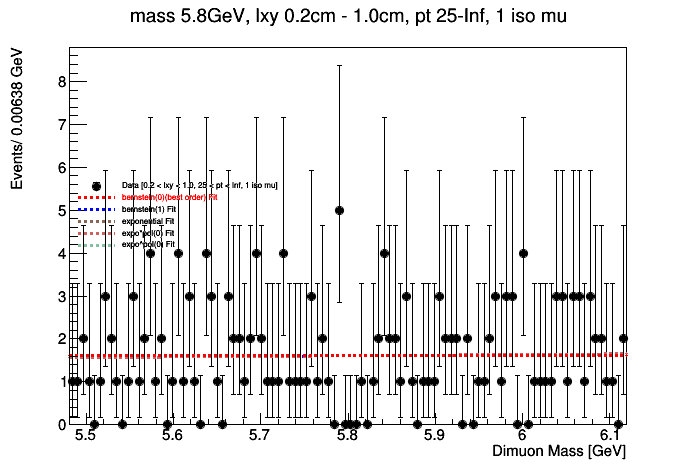 mass 5.8GeV, lxy 0.2cm - 1.0cm, pt 25-Inf, 1 iso mu
Events/ 0.00638 GeV
8
7
6
Data [0.2 < lxy < 1.0, 25 < pt < Inf, 1 iso mu]
bernstein(0)(best order) Fit
bernstein(1) Fit
exponential Fit
expo*pol(0) Fit
expo*pol(0) Fit
5
4
3
2
1
0
5.5 5.6 5.7 5.8 5.9 6 6.1
Dimuon Mass [GeV]